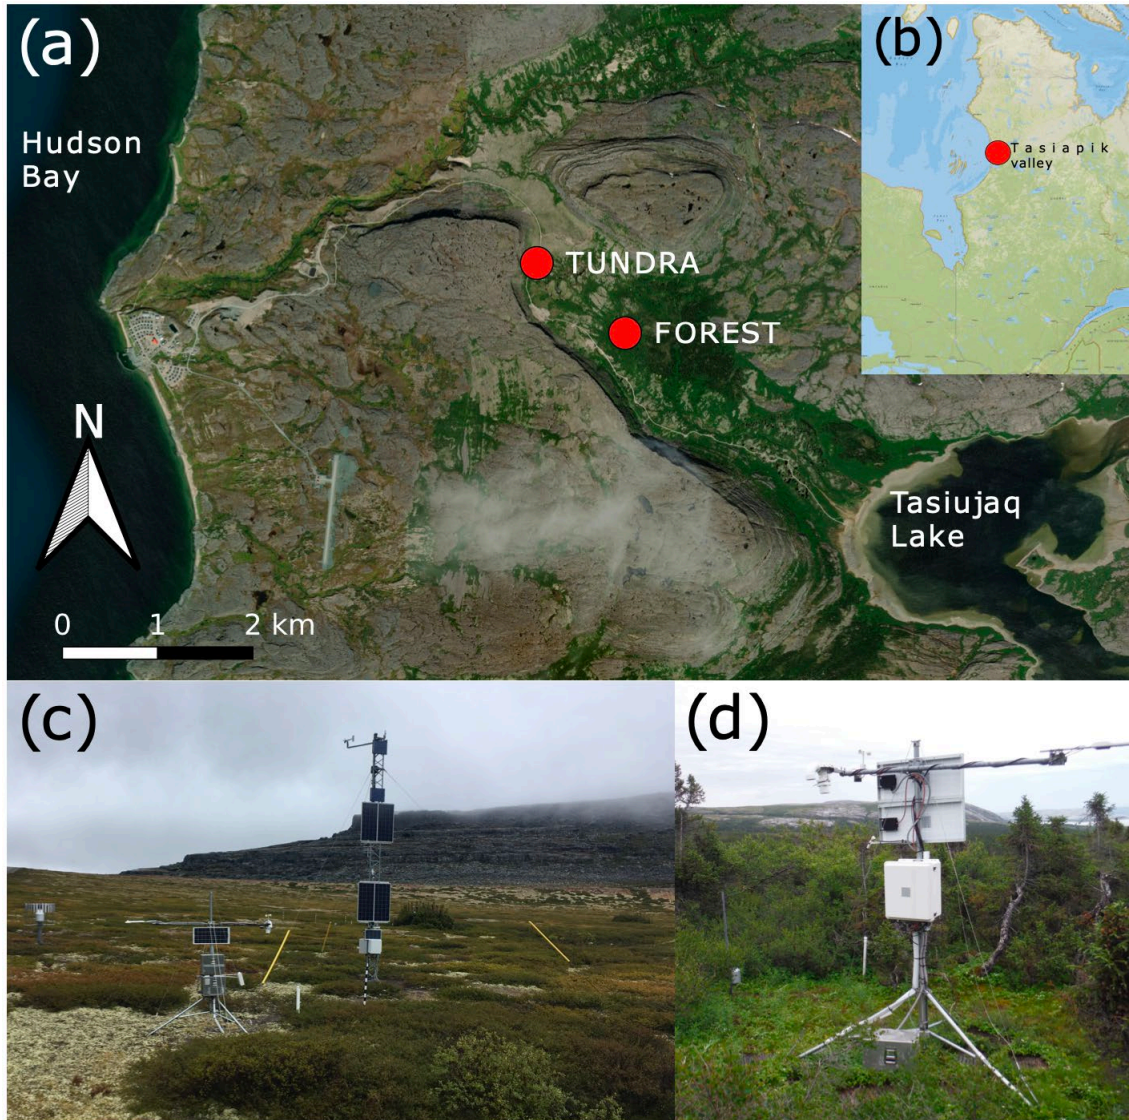 (a)
(b)
Hudson
Bay
Tasiapik
valley
TUNDRA
FOREST
N
Tasiujaq
Lake
0 1 2 km
(c)
(d)